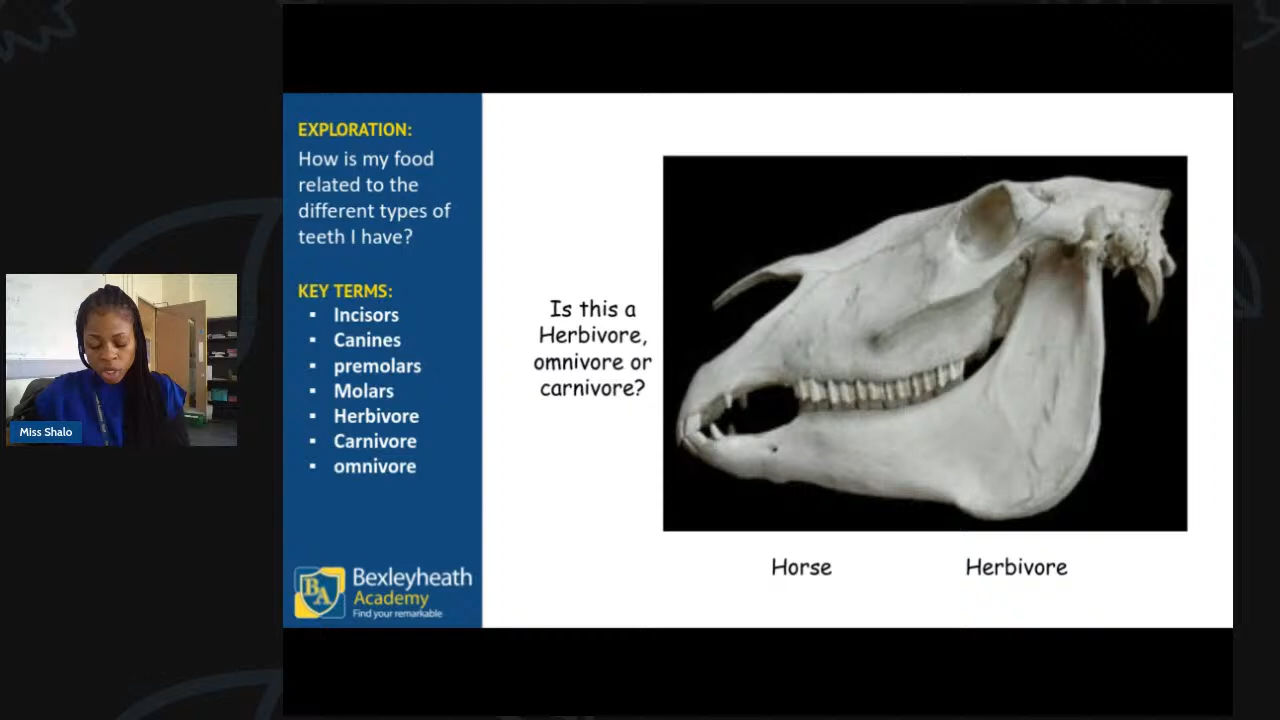 EXPLORATION:
How is my food
related to the
different types of
teeth I have?
KEY TERMS:
▪ Incisors
▪ Canines
▪ premolars
▪ Molars
▪ Herbivore
▪ Carnivore
▪ omnivore
BA
Bexleyheath
Academy
Find your remarkable
Is this a
Herbivore,
omnivore or
carnivore?
Horse
Herbivore
Miss Shalo